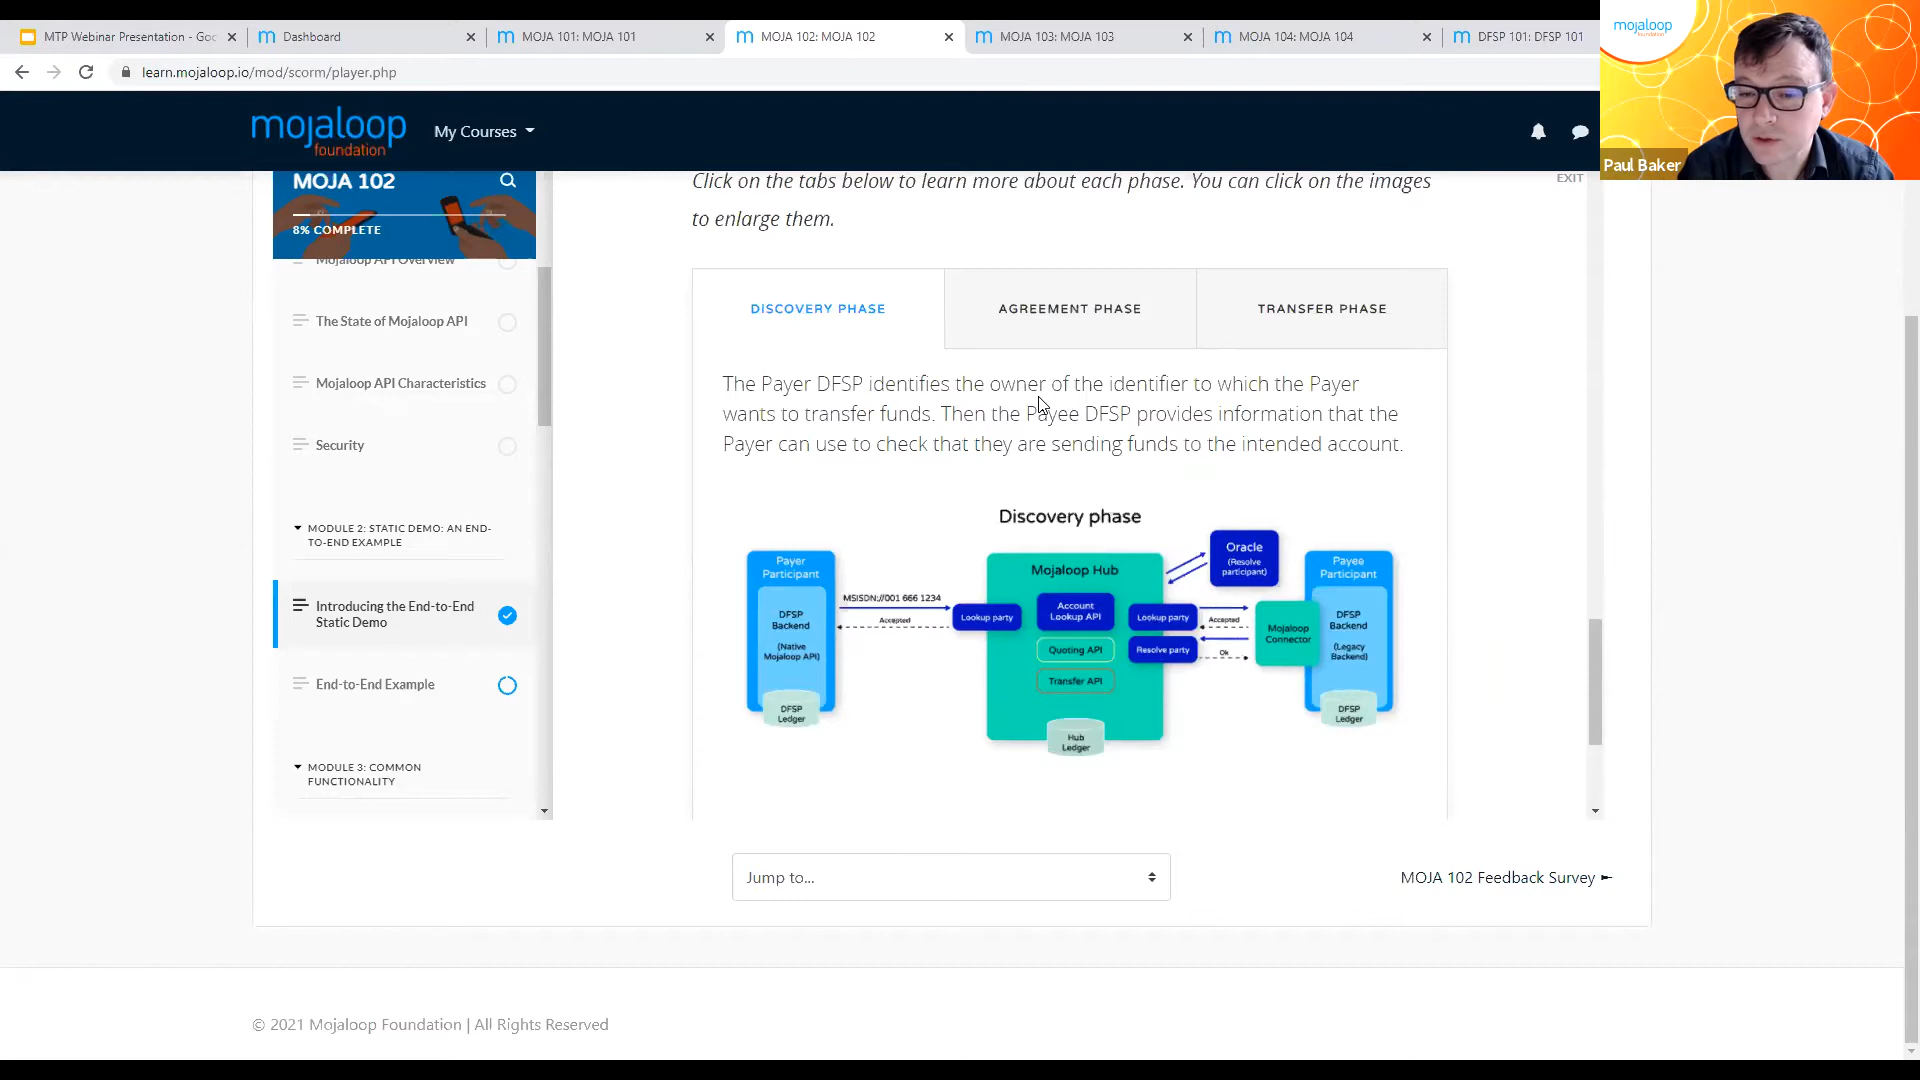 MTP Webinar Presentation - Goo
Dashboard
MOJA 101: MOJA 101
MOJA 102: MOJA 102
MOJA 103: MOJA 103
MOJA 104: MOJA 104
DFSP 101: DFSP 101
learn.mojaloop.io/mod/scorm/player.php
mojaloop
foundation
Paul Baker
mojaloop
foundation
My Courses
EXIT
MOJA 102
8% COMPLETE
Mojaloop API Overview
The State of Mojaloop API
Mojaloop API Characteristics
Security
MODULE 2: STATIC DEMO: AN END-
TO-END EXAMPLE
Introducing the End-to-End
Static Demo
End-to-End Example
MODULE 3: COMMON
FUNCTIONALITY
Click on the tabs below to learn more about each phase. You can click on the images
to enlarge them.
DISCOVERY PHASE
AGREEMENT PHASE
TRANSFER PHASE
The Payer DFSP identifies the owner of the identifier to which the Payer
wants to transfer funds. Then the Payee DFSP provides information that the
Payer can use to check that they are sending funds to the intended account.
Discovery phase
Payer
Participant
DFSP
Backend
(Native
Mojaloop API)
DFSP
Ledger
MSISDN://001 666 1234
Accepted
Lookup party
Mojaloop Hub
Account
Lookup API
Quoting API
Transfer API
Hub
Ledger
Lookup party
Resolve party
Oracle
(Resolve
participant)
Accepted
Ok
Mojaloop
Connector
Payee
Participant
DFSP
Backend
(Legacy
Backend)
DFSP
Ledger
Jump to...
MOJA 102 Feedback Survey ►
© 2021 Mojaloop Foundation | All Rights Reserved